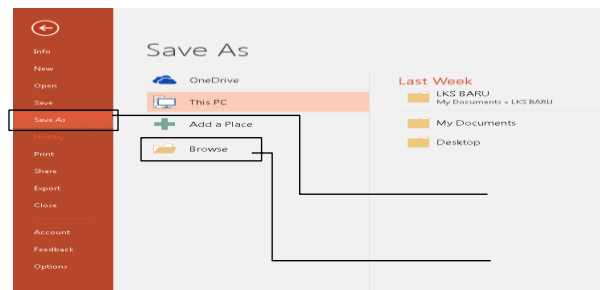 Save As
Info
New
Open
Save
Save As
History
Print
Share
Export
Close
Account
Feedback
Options
OneDrive
This PC
Add a Place
Browse
Last Week
LKS BARU
My Documents » LKS BARU
My Documents
Desktop